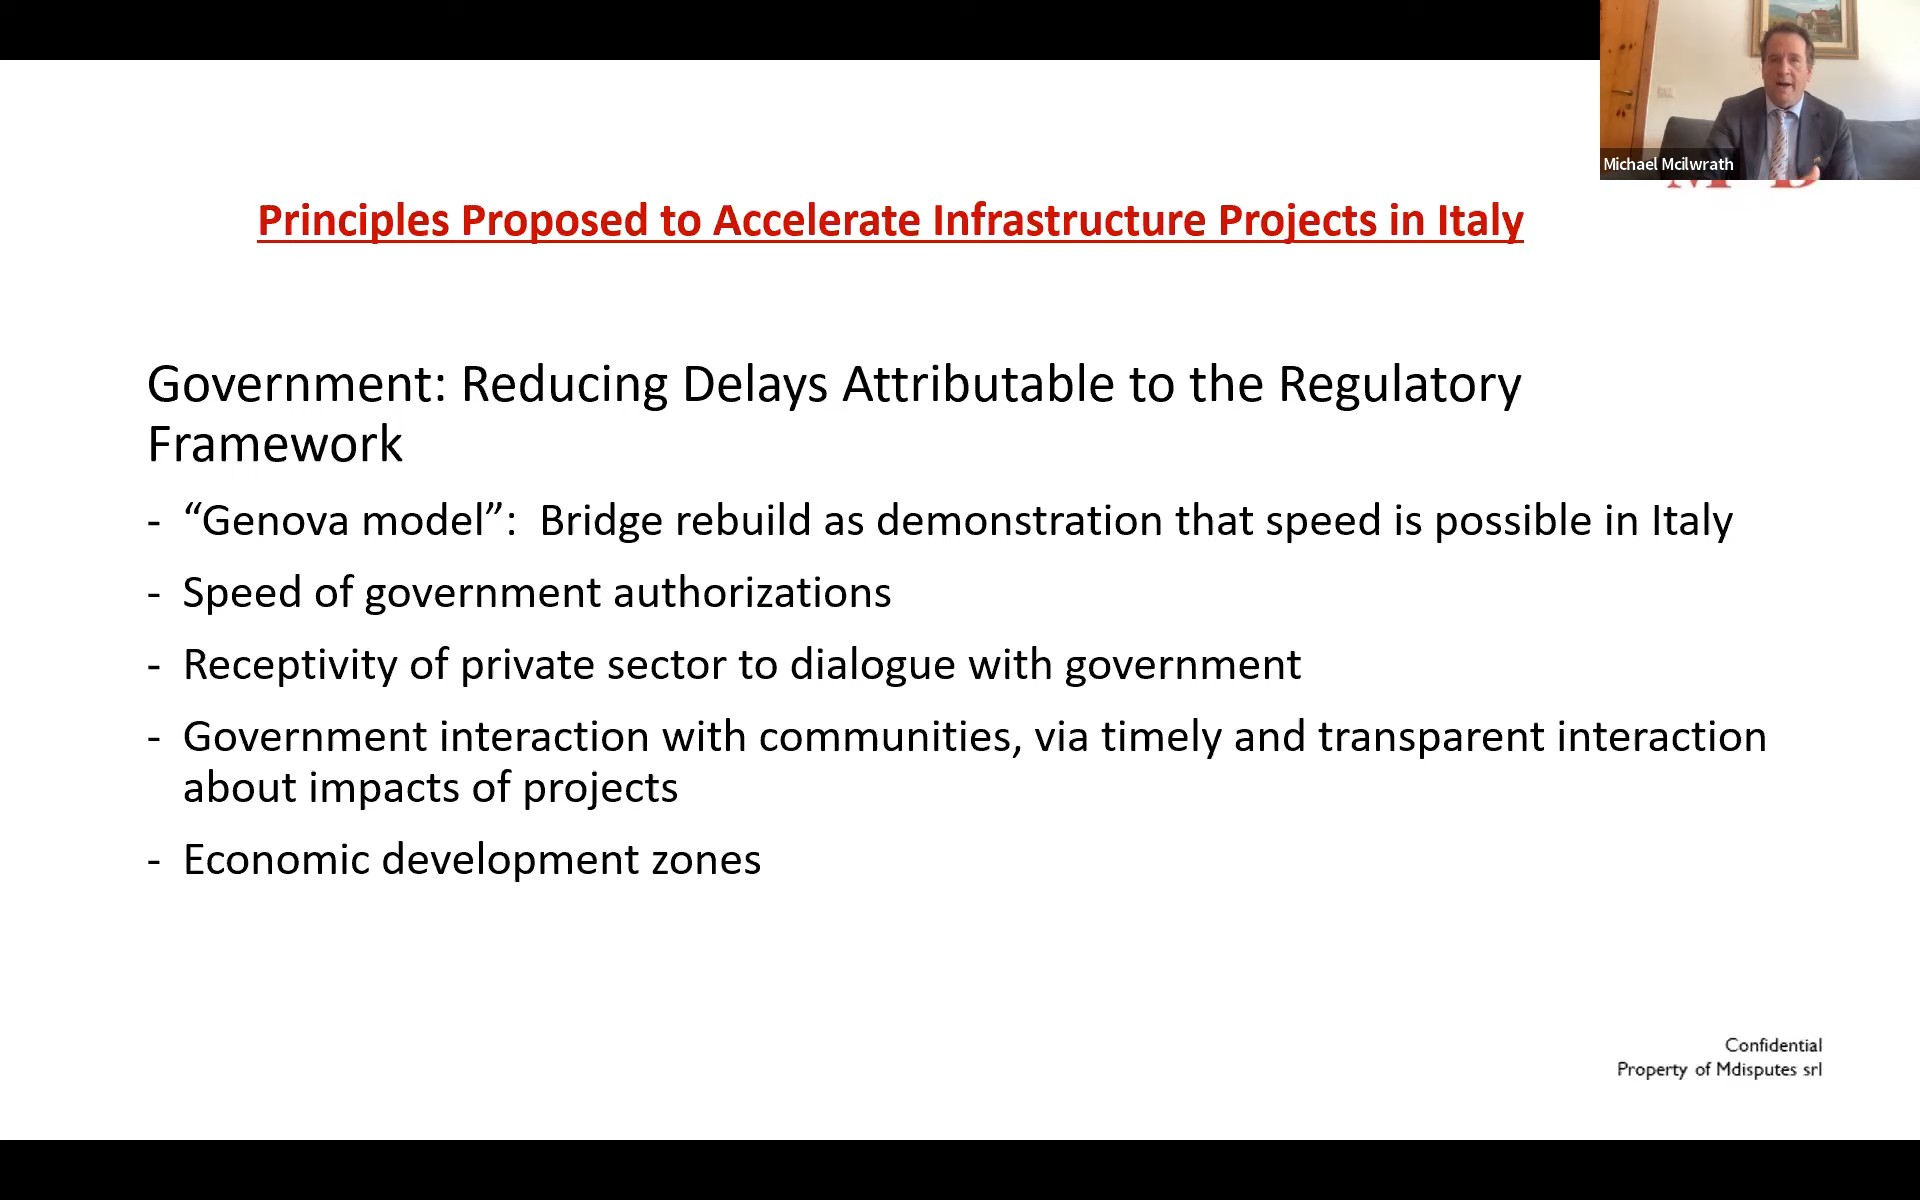 Michael Mcilwrath
Principles Proposed to Accelerate Infrastructure Projects in Italy
Government: Reducing Delays Attributable to the Regulatory
Framework
- “Genova model”:  Bridge rebuild as demonstration that speed is possible in Italy
- Speed of government authorizations
- Receptivity of private sector to dialogue with government
- Government interaction with communities, via timely and transparent interaction
about impacts of projects
- Economic development zones
Confidential
Property of Mdisputes srl